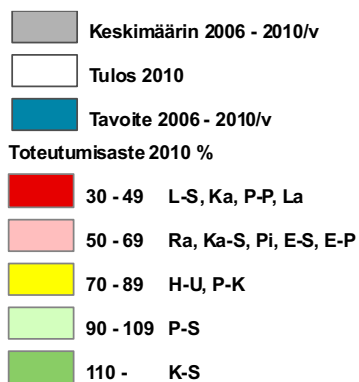 Keskimäärin 2006 - 2010/v
Tulos 2010
Tavoite 2006 - 2010/v
Toteutumisaste 2010 %
30 - 49 L-S, Ka, P-P, La
50 - 69 Ra, Ka-S, Pi, E-S, E-P
70 - 89 H-U, P-K
90 - 109 P-S
110 - K-S